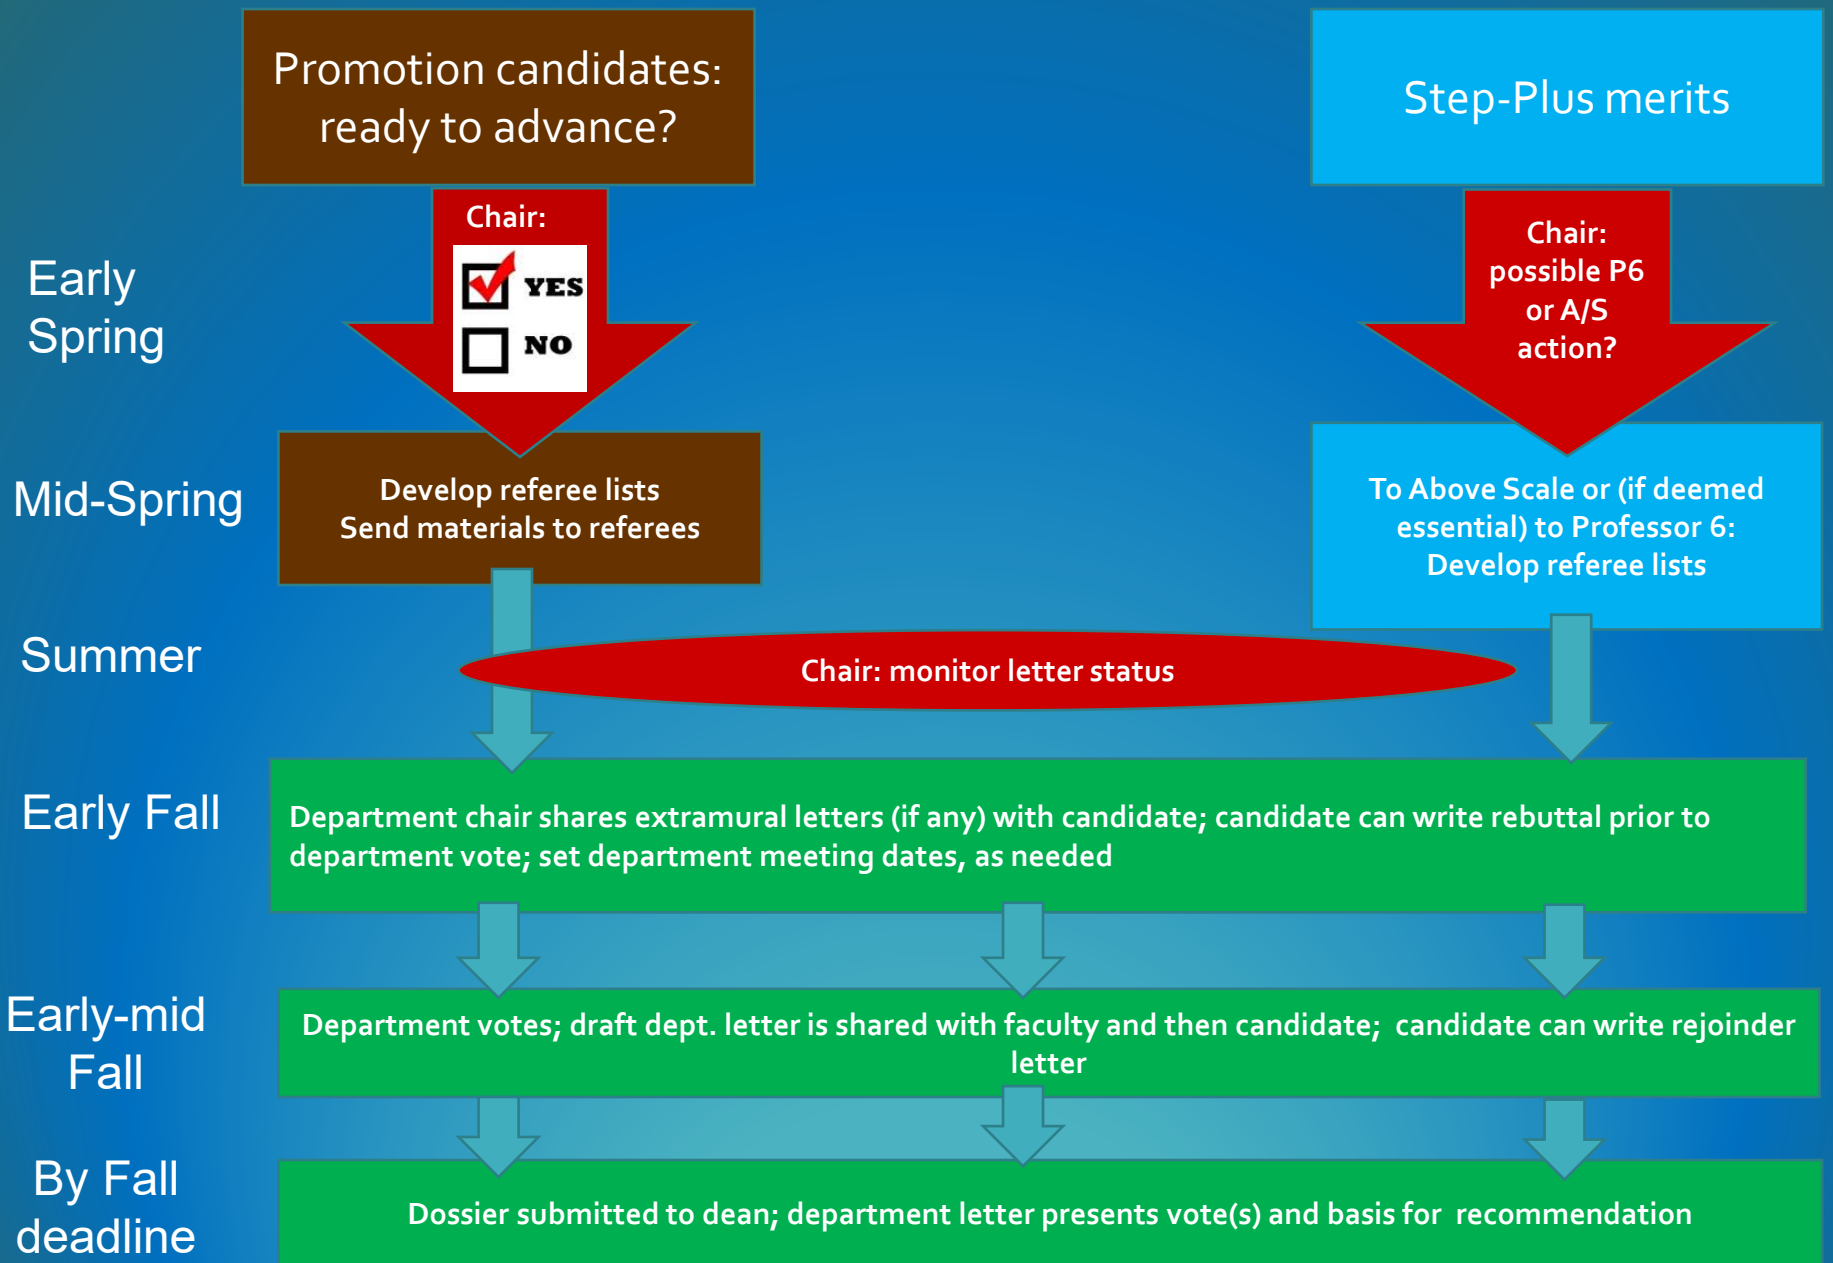 Promotion candidates:
ready to advance?
Step-Plus merits
Early
Spring
Chair:
YES
NO
Chair:
possible P6
or A/S
action?
Mid-Spring
Develop referee lists
Send materials to referees
To Above Scale or (if deemed
essential) to Professor 6:
Develop referee lists
Summer
Chair: monitor letter status
Early Fall
Department chair shares extramural letters (if any) with candidate; candidate can write rebuttal prior to
department vote; set department meeting dates, as needed
Early-mid
Fall
Department votes; draft dept. letter is shared with faculty and then candidate; candidate can write rejoinder
letter
By Fall
deadline
Dossier submitted to dean; department letter presents vote(s) and basis for recommendation